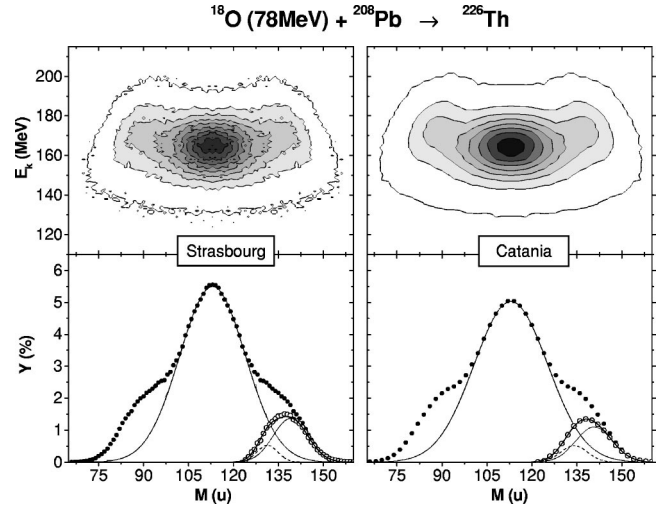 ¹⁸O (78MeV) + ²⁰⁸Pb → ²²⁶Th
E_k (MeV)
200
180
160
140
120
Strasbourg
Catania
Y (%)
6
5
4
3
2
1
0
75 90 105 120 135 150
75 90 105 120 135 150
M (u)
M (u)